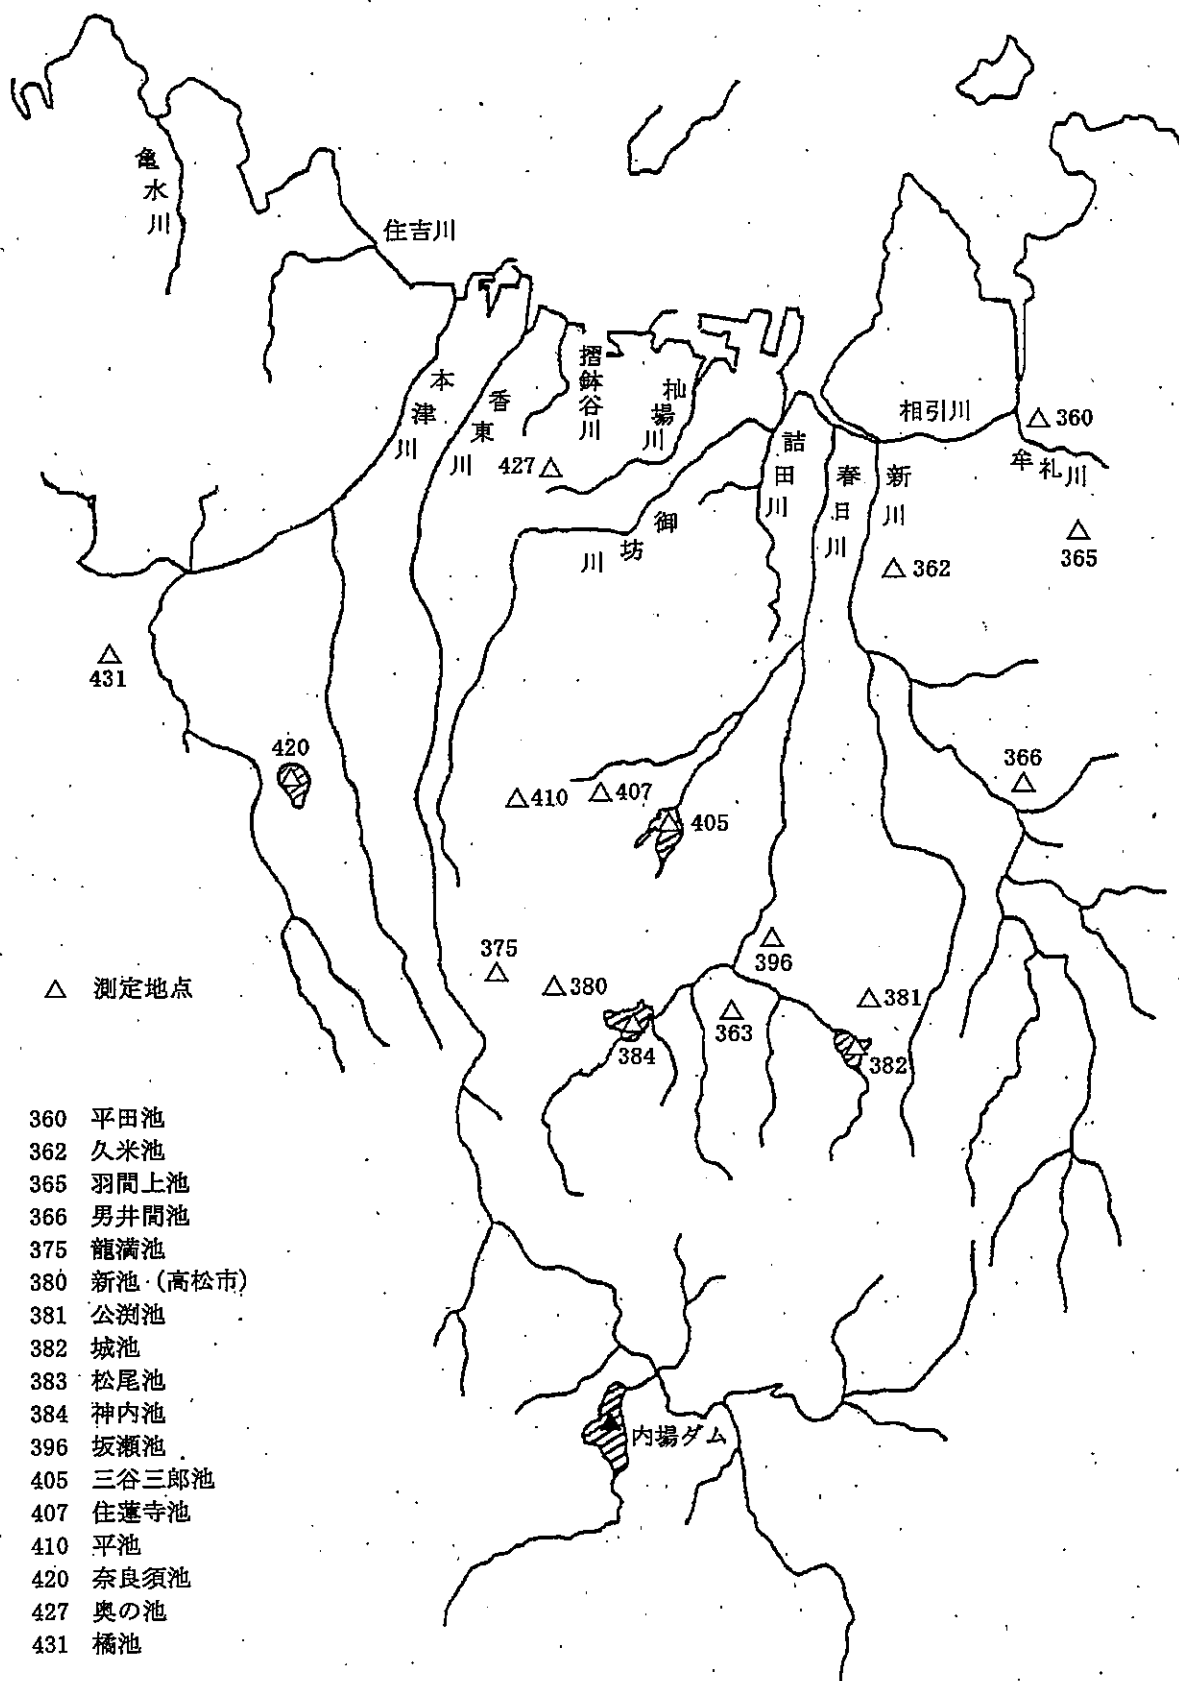 亀水川
住吉川
本津川
香東川
摺鉢谷川
杣場川
御坊川
詰田川
春日川
新川
相引川
牟礼川
360
427
362
365
431
420
366
410
407
405
375
380
396
381
363
384
382
△ 測定地点
内場ダム
360 平田池
362 久米池
365 羽間上池
366 男井間池
375 龍満池
380 新池(高松市)
381 公渕池
382 城池
383 松尾池
384 神内池
396 坂瀬池
405 三谷三郎池
407 住蓮寺池
410 平池
420 奈良須池
427 奥の池
431 橘池